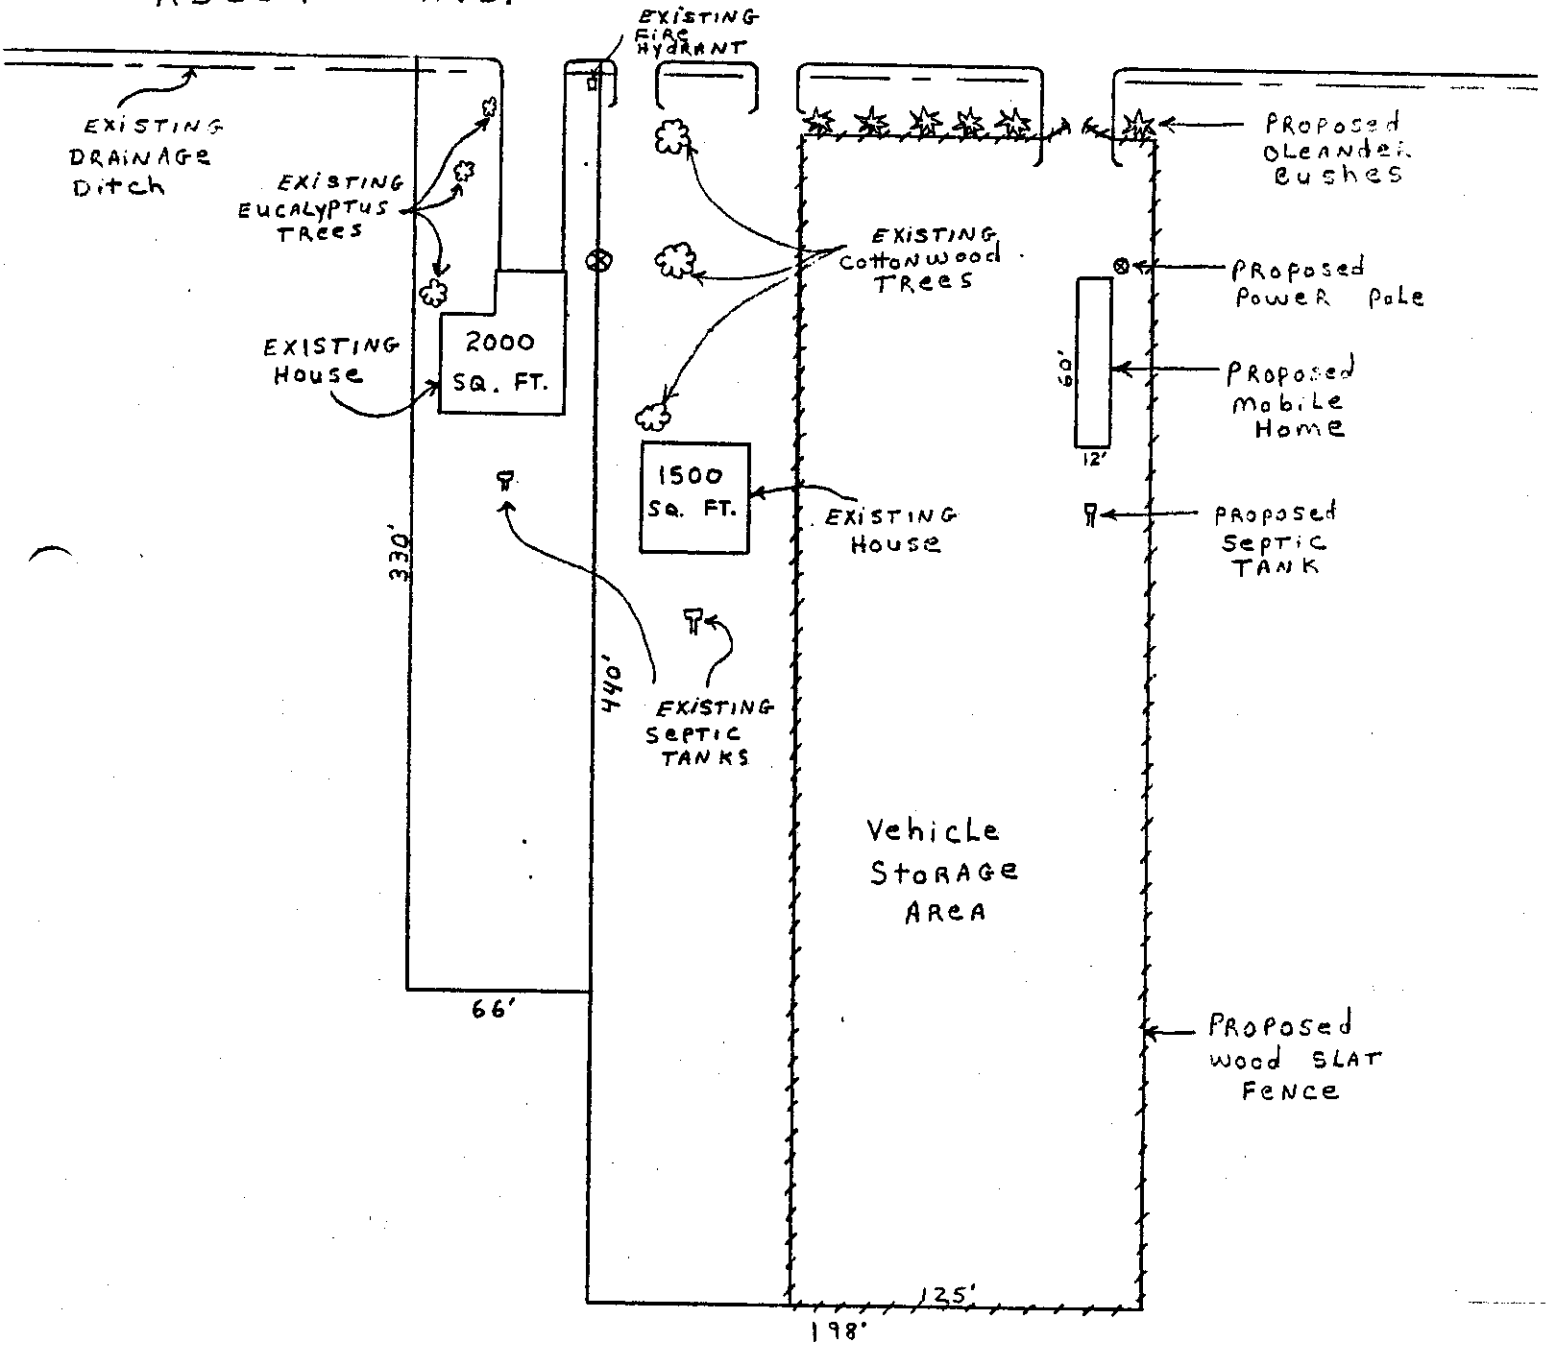 EXISTING
FIRE
HYDRANT
EXISTING
DRAINAGE
Ditch
EXISTING
EUCALYPTUS
TREES
PROPOSED
OLEANDER
BUSHES
EXISTING
COTTONWOOD
TREES
PROPOSED
POWER POLE
EXISTING
HOUSE
2000
SQ. FT.
60'
12'
PROPOSED
MOBILE
HOME
1500
SQ. FT.
EXISTING
HOUSE
PROPOSED
SEPTIC
TANK
330'
440'
EXISTING
SEPTIC
TANKS
Vehicle
STORAGE
AREA
66'
PROPOSED
WOOD SLAT
FENCE
125'
198'